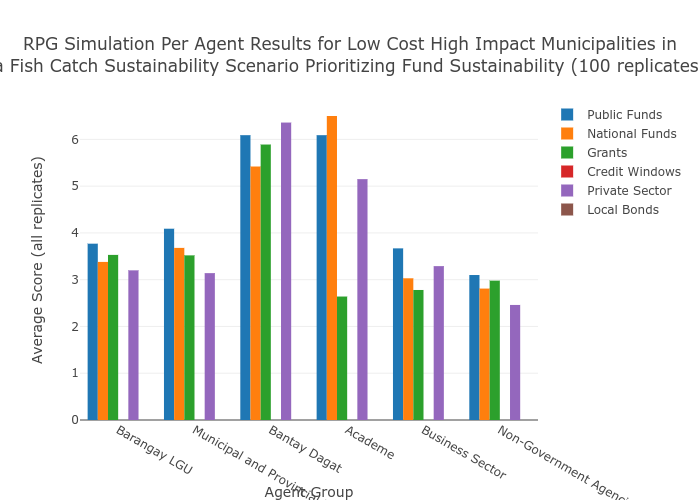 RPG Simulation Per Agent Results for Low Cost High Impact Municipalities in
a Fish Catch Sustainability Scenario Prioritizing Fund Sustainability (100 replicates
Public Funds
National Funds
Grants
Credit Windows
Private Sector
Local Bonds
Average Score (all replicates)
6
5
4
3
2
1
0
Barangay LGU
Municipal and
Bantay Dagat
Academe
Business Sector
Non-Government
Agent Group